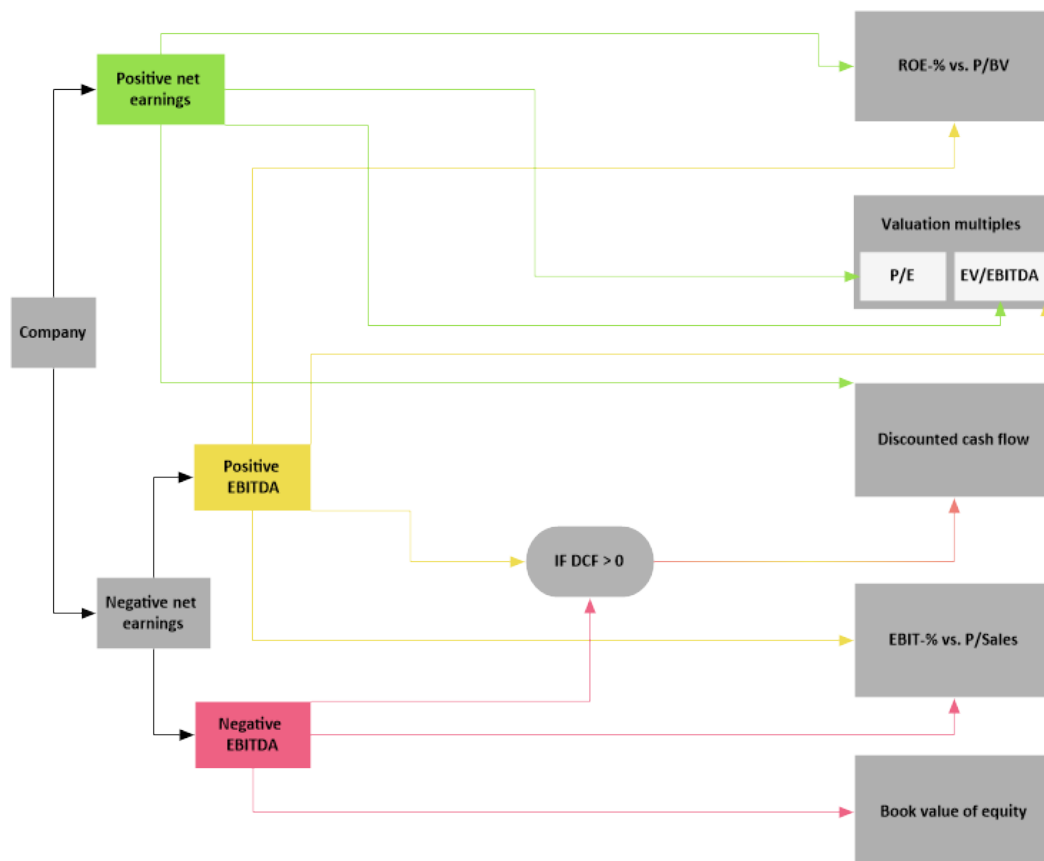 ROE-% vs. P/BV
Positive net
earnings
Valuation multiples
P/E
EV/EBITDA
Company
Discounted cash flow
Positive
EBITDA
IF DCF > 0
Negative net
earnings
EBIT-% vs. P/Sales
Negative
EBITDA
Book value of equity